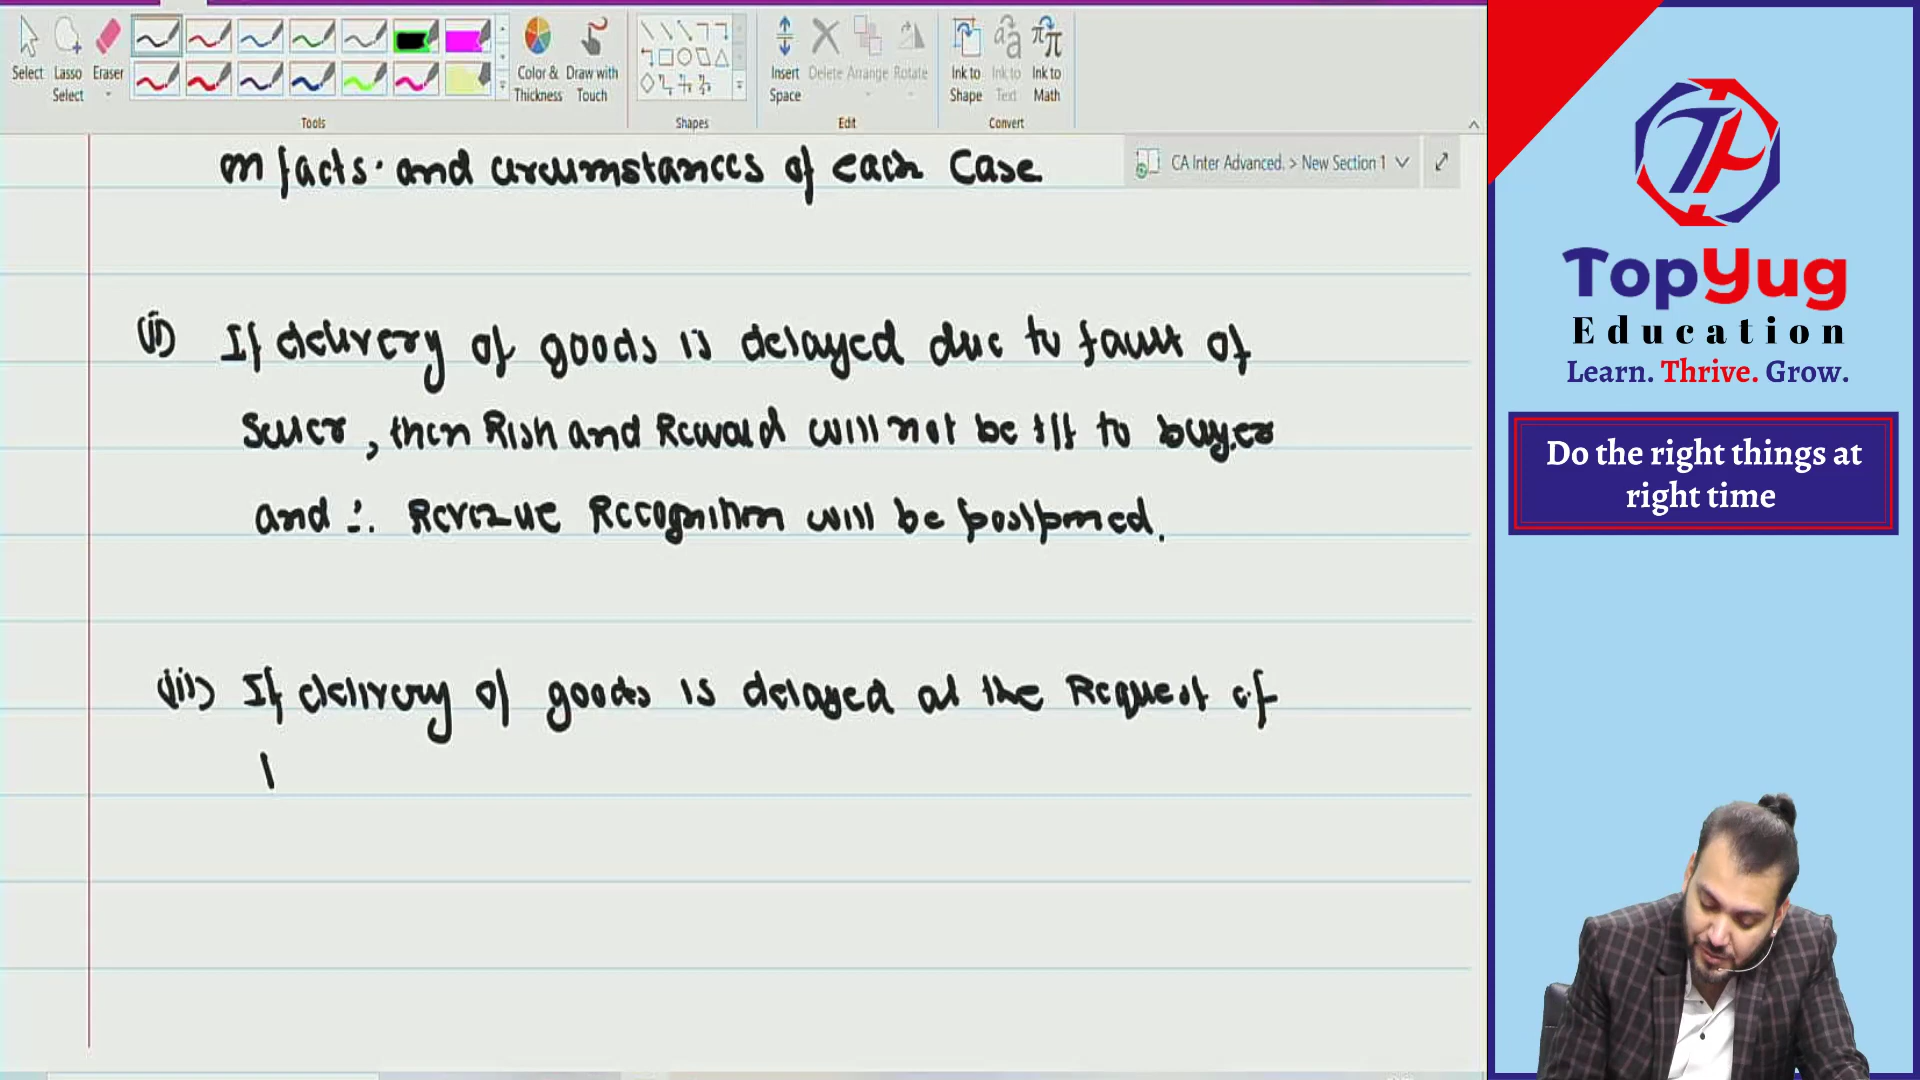 Select
Lasso Select
Eraser
Color & Thickness
Draw with Touch
Insert Space
Delete
Arrange
Rotate
Ink to Shape
Ink to Text
Ink to Math
Tools
Shapes
Edit
Convert
CA Inter Advanced. > New Section 1
on facts. and circumstances of each case
(ii) If delivery of goods is delayed due to fault of
Seller, then Risk and Reward will not be t/f to buyer
and ∴ Revenue Recognition will be postponed.
(iii) If delivery of goods is delayed at the Request of
TopYug
Education
Learn. Thrive. Grow.
Do the right things at
right time